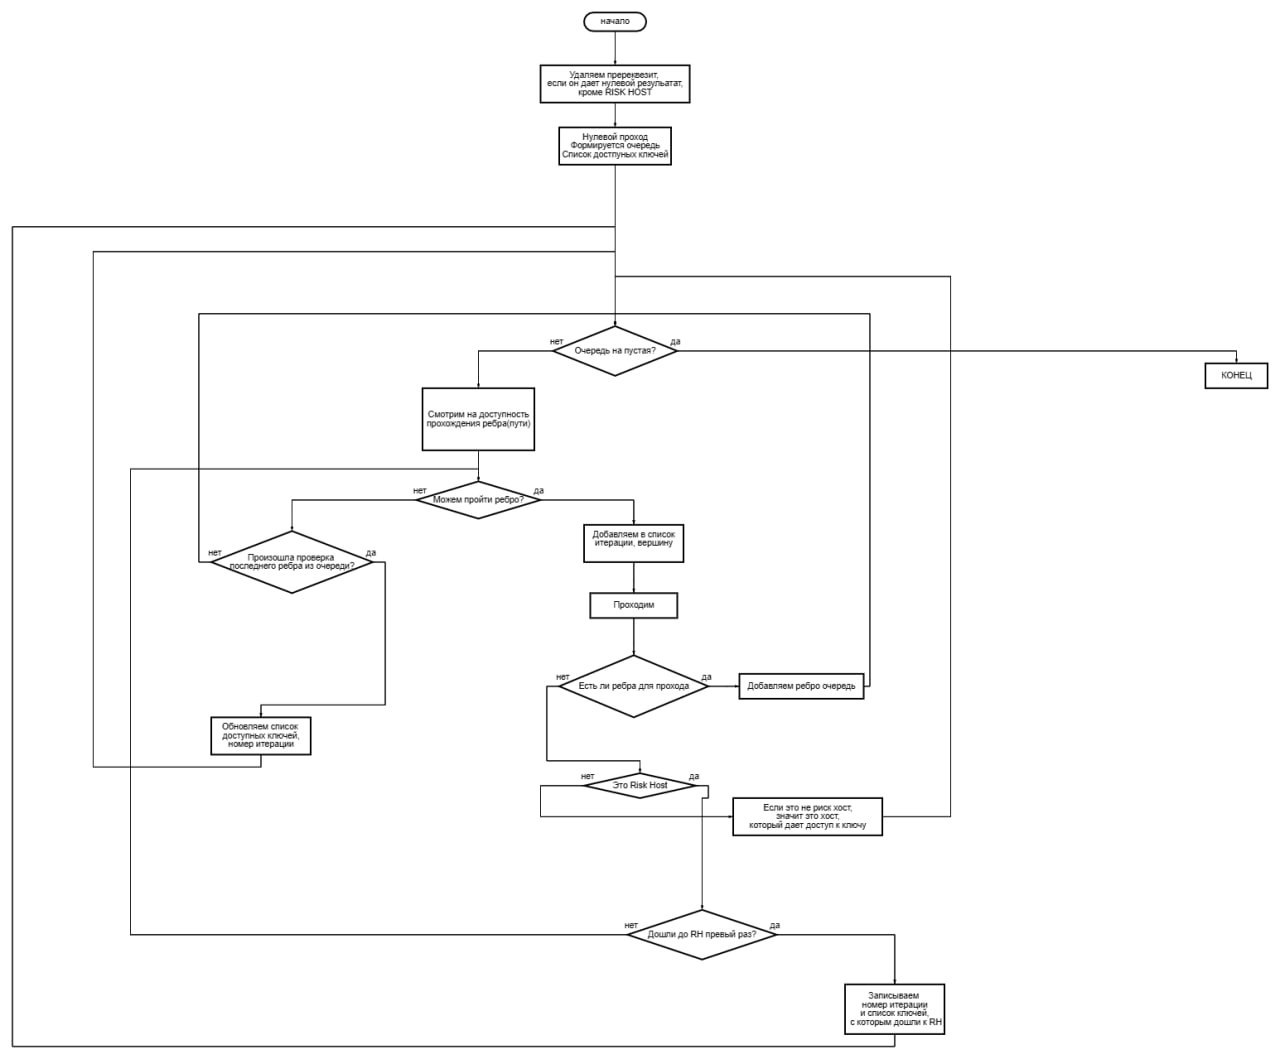 начало
Удаляем пререквезит,
если он дает нулевой результат,
кроме RISK HOST
Нулевой проход
Формируется очередь
Список достпуных ключей
нет
Очередь на пустая?
да
КОНЕЦ
Смотрим на доступность
прохождения ребра(пути)
нет
Можем пройти ребро?
да
Добавляем в список
итерации, вершину
нет
Произошла проверка
последнего ребра из очереди?
да
Проходим
нет
Есть ли ребра для прохода
да
Добавляем ребро очередь
Обновляем список
доступных ключей,
номер итерации
нет
Это Risk Host
да
Если это не риск хост,
значит это хост,
который дает доступ к ключу
нет
Дошли до RH превый раз?
да
Записываем
номер итерации
и список ключей,
с которым дошли к RH